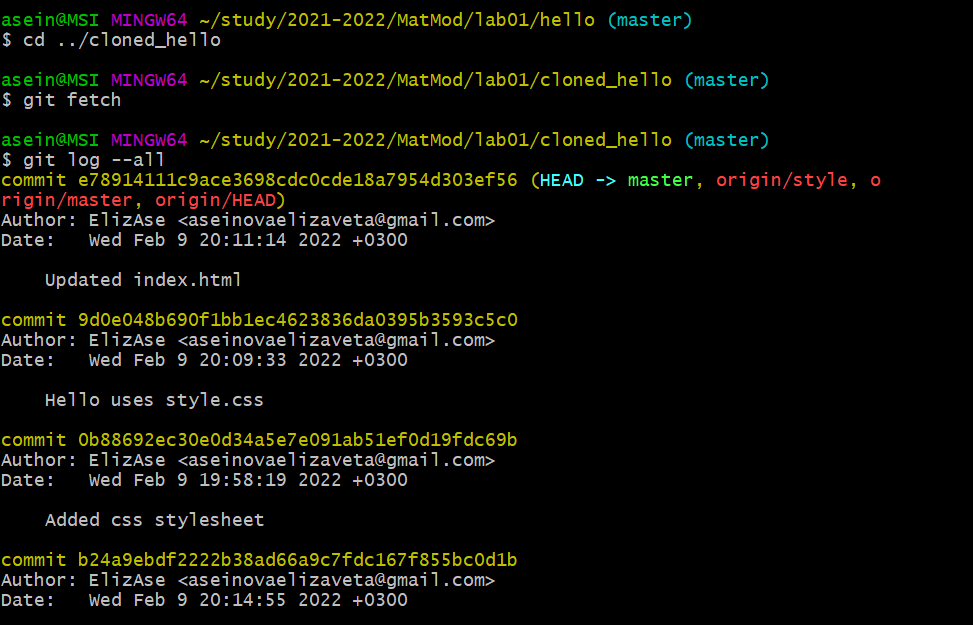 asein@MSI MINGW64 ~/study/2021-2022/MatMod/lab01/hello (master)
$ cd ../cloned_hello
asein@MSI MINGW64 ~/study/2021-2022/MatMod/lab01/cloned_hello (master)
$ git fetch
asein@MSI MINGW64 ~/study/2021-2022/MatMod/lab01/cloned_hello (master)
$ git log --all
commit e78914111c9ace3698cdc0cde18a7954d303ef56 (HEAD -> master, origin/style, o
rigin/master, origin/HEAD)
Author: ElizAse <aseinovaelizaveta@gmail.com>
Date:   Wed Feb 9 20:11:14 2022 +0300
Updated index.html
commit 9d0e048b690f1bb1ec4623836da0395b3593c5c0
Author: ElizAse <aseinovaelizaveta@gmail.com>
Date:   Wed Feb 9 20:09:33 2022 +0300
Hello uses style.css
commit 0b88692ec30e0d34a5e7e091ab51ef0d19fdc69b
Author: ElizAse <aseinovaelizaveta@gmail.com>
Date:   Wed Feb 9 19:58:19 2022 +0300
Added css stylesheet
commit b24a9ebdf2222b38ad66a9c7fdc167f855bc0d1b
Author: ElizAse <aseinovaelizaveta@gmail.com>
Date:   Wed Feb 9 20:14:55 2022 +0300